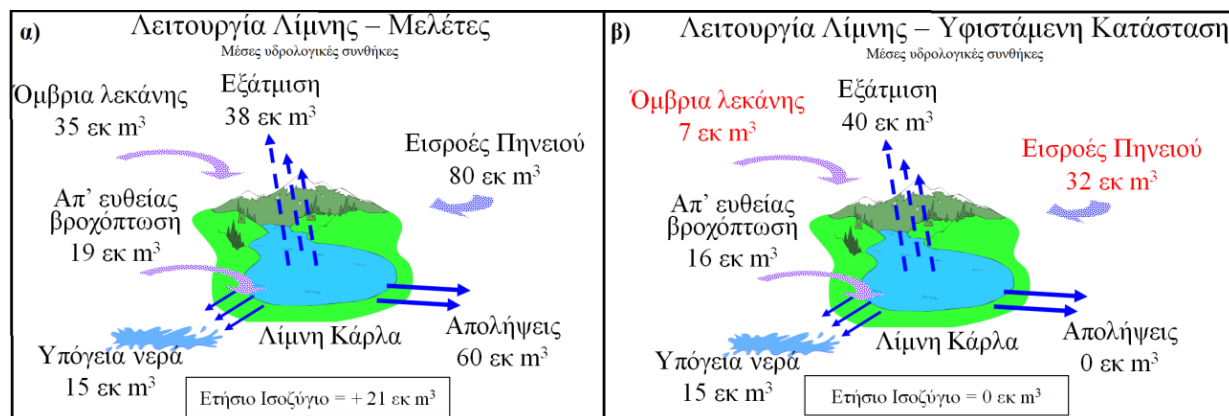 α)
Λειτουργία Λίμνης – Μελέτες
Μέσες υδρολογικές συνθήκες
Όμβρια λεκάνης
35 εκ m³
Εξάτμιση
38 εκ m³
Εισροές Πηνειού
80 εκ m³
Απ’ ευθείας
βροχόπτωση
19 εκ m³
Λίμνη Κάρλα
Απολήψεις
60 εκ m³
Υπόγεια νερά
15 εκ m³
Ετήσιο Ισοζύγιο = + 21 εκ m³
β)
Λειτουργία Λίμνης – Υφιστάμενη Κατάσταση
Μέσες υδρολογικές συνθήκες
Όμβρια λεκάνης
7 εκ m³
Εξάτμιση
40 εκ m³
Εισροές Πηνειού
32 εκ m³
Απ’ ευθείας
βροχόπτωση
16 εκ m³
Λίμνη Κάρλα
Απολήψεις
0 εκ m³
Υπόγεια νερά
15 εκ m³
Ετήσιο Ισοζύγιο = 0 εκ m³